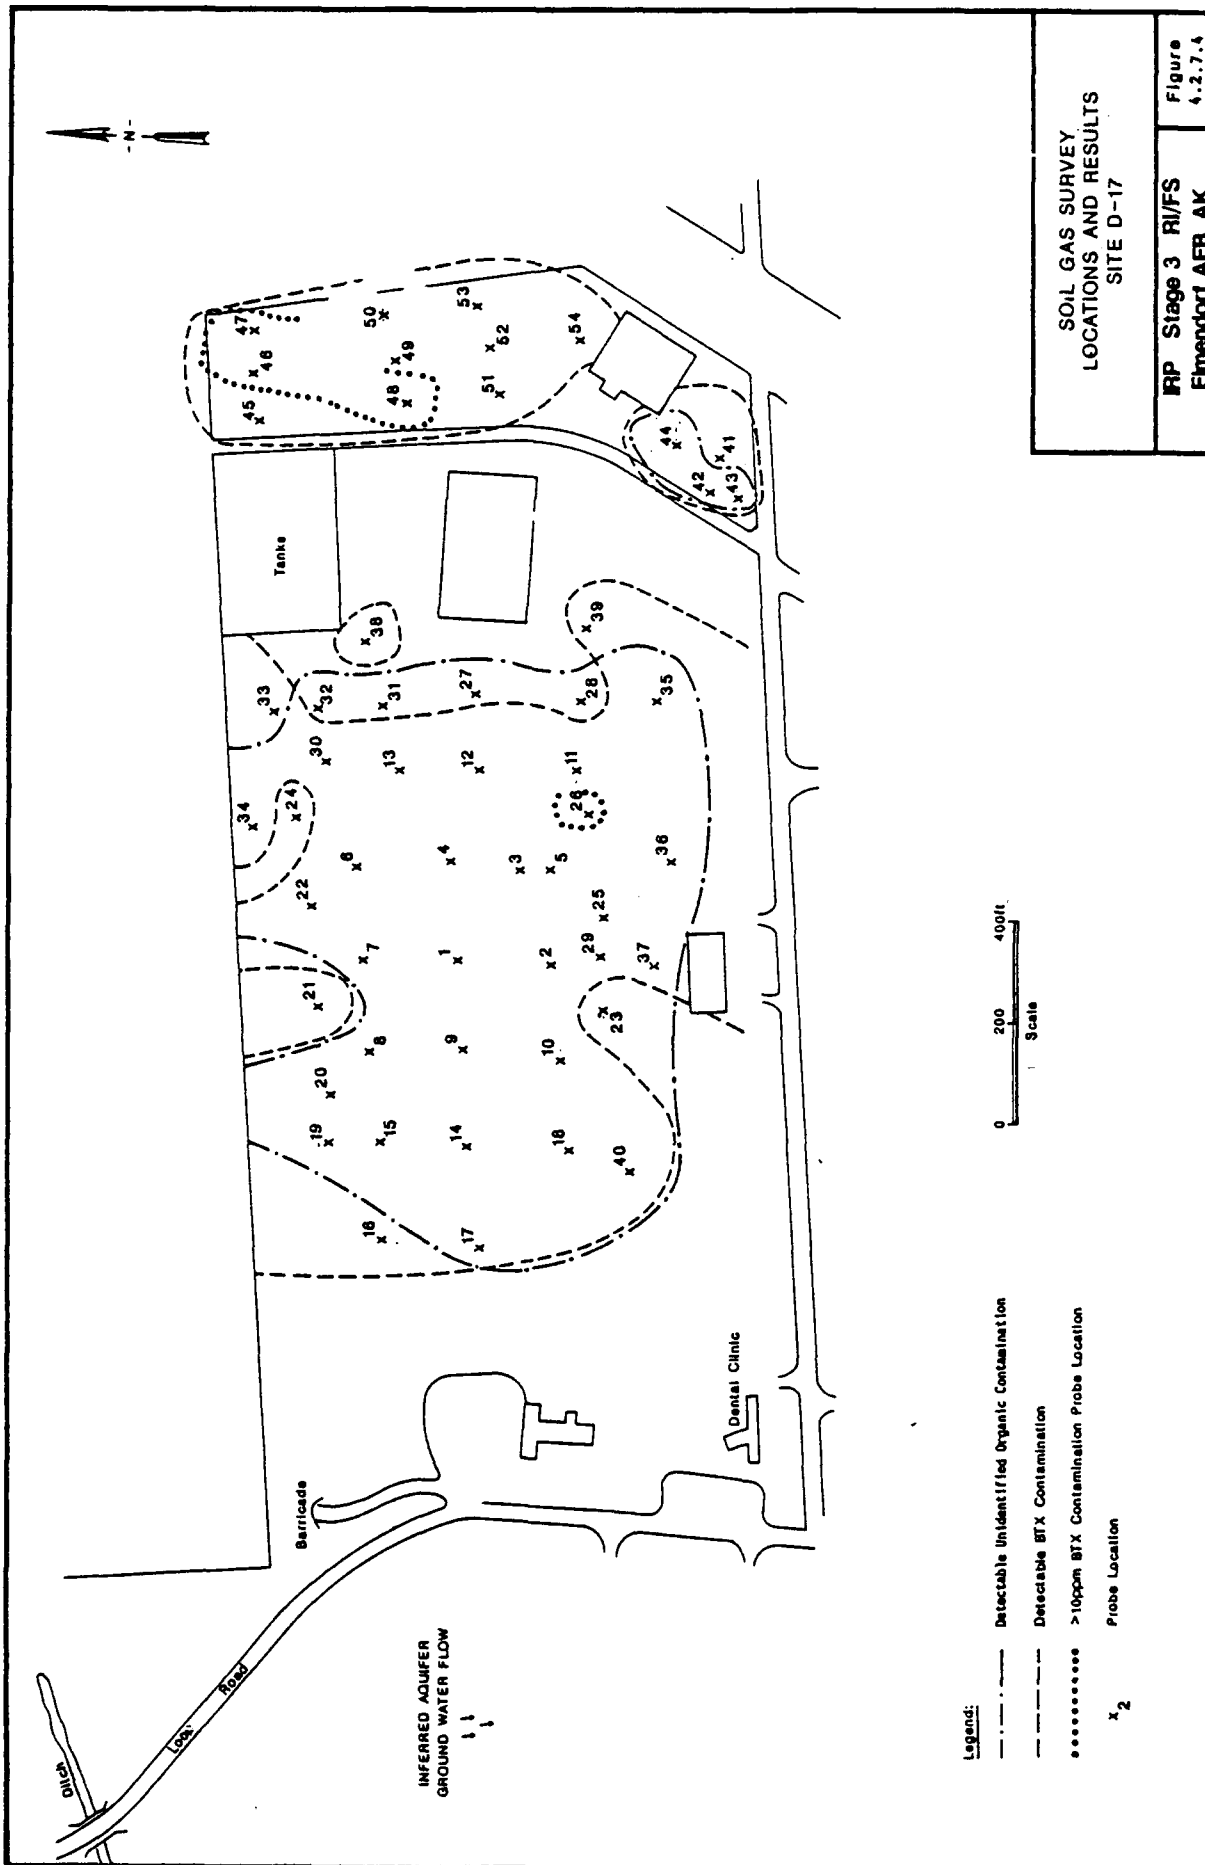 Ditch
Loop Road
Barricade
INFERRED AQUIFER
GROUND WATER FLOW
Dental Clinic
Tanks
-N-
16
17
19
20
15
14
18
40
21
8
9
10
23
7
1
2
29
37
22
25
6
4
3
5
36
34
24
26
30
13
12
11
33
32
31
27
28
35
38
39
45
46
47
48
49
50
51
52
53
54
44
42
41
43
Legend:
Detectable Unidentified Organic Contamination
Detectable BTX Contamination
>10ppm BTX Contamination Probe Location
x 2 Probe Location
0 200 400ft.
Scale
SOIL GAS SURVEY
LOCATIONS AND RESULTS
SITE D-17
IRP Stage 3 RI/FS
Elmendorf AFB, AK
Figure
4.2.7.4